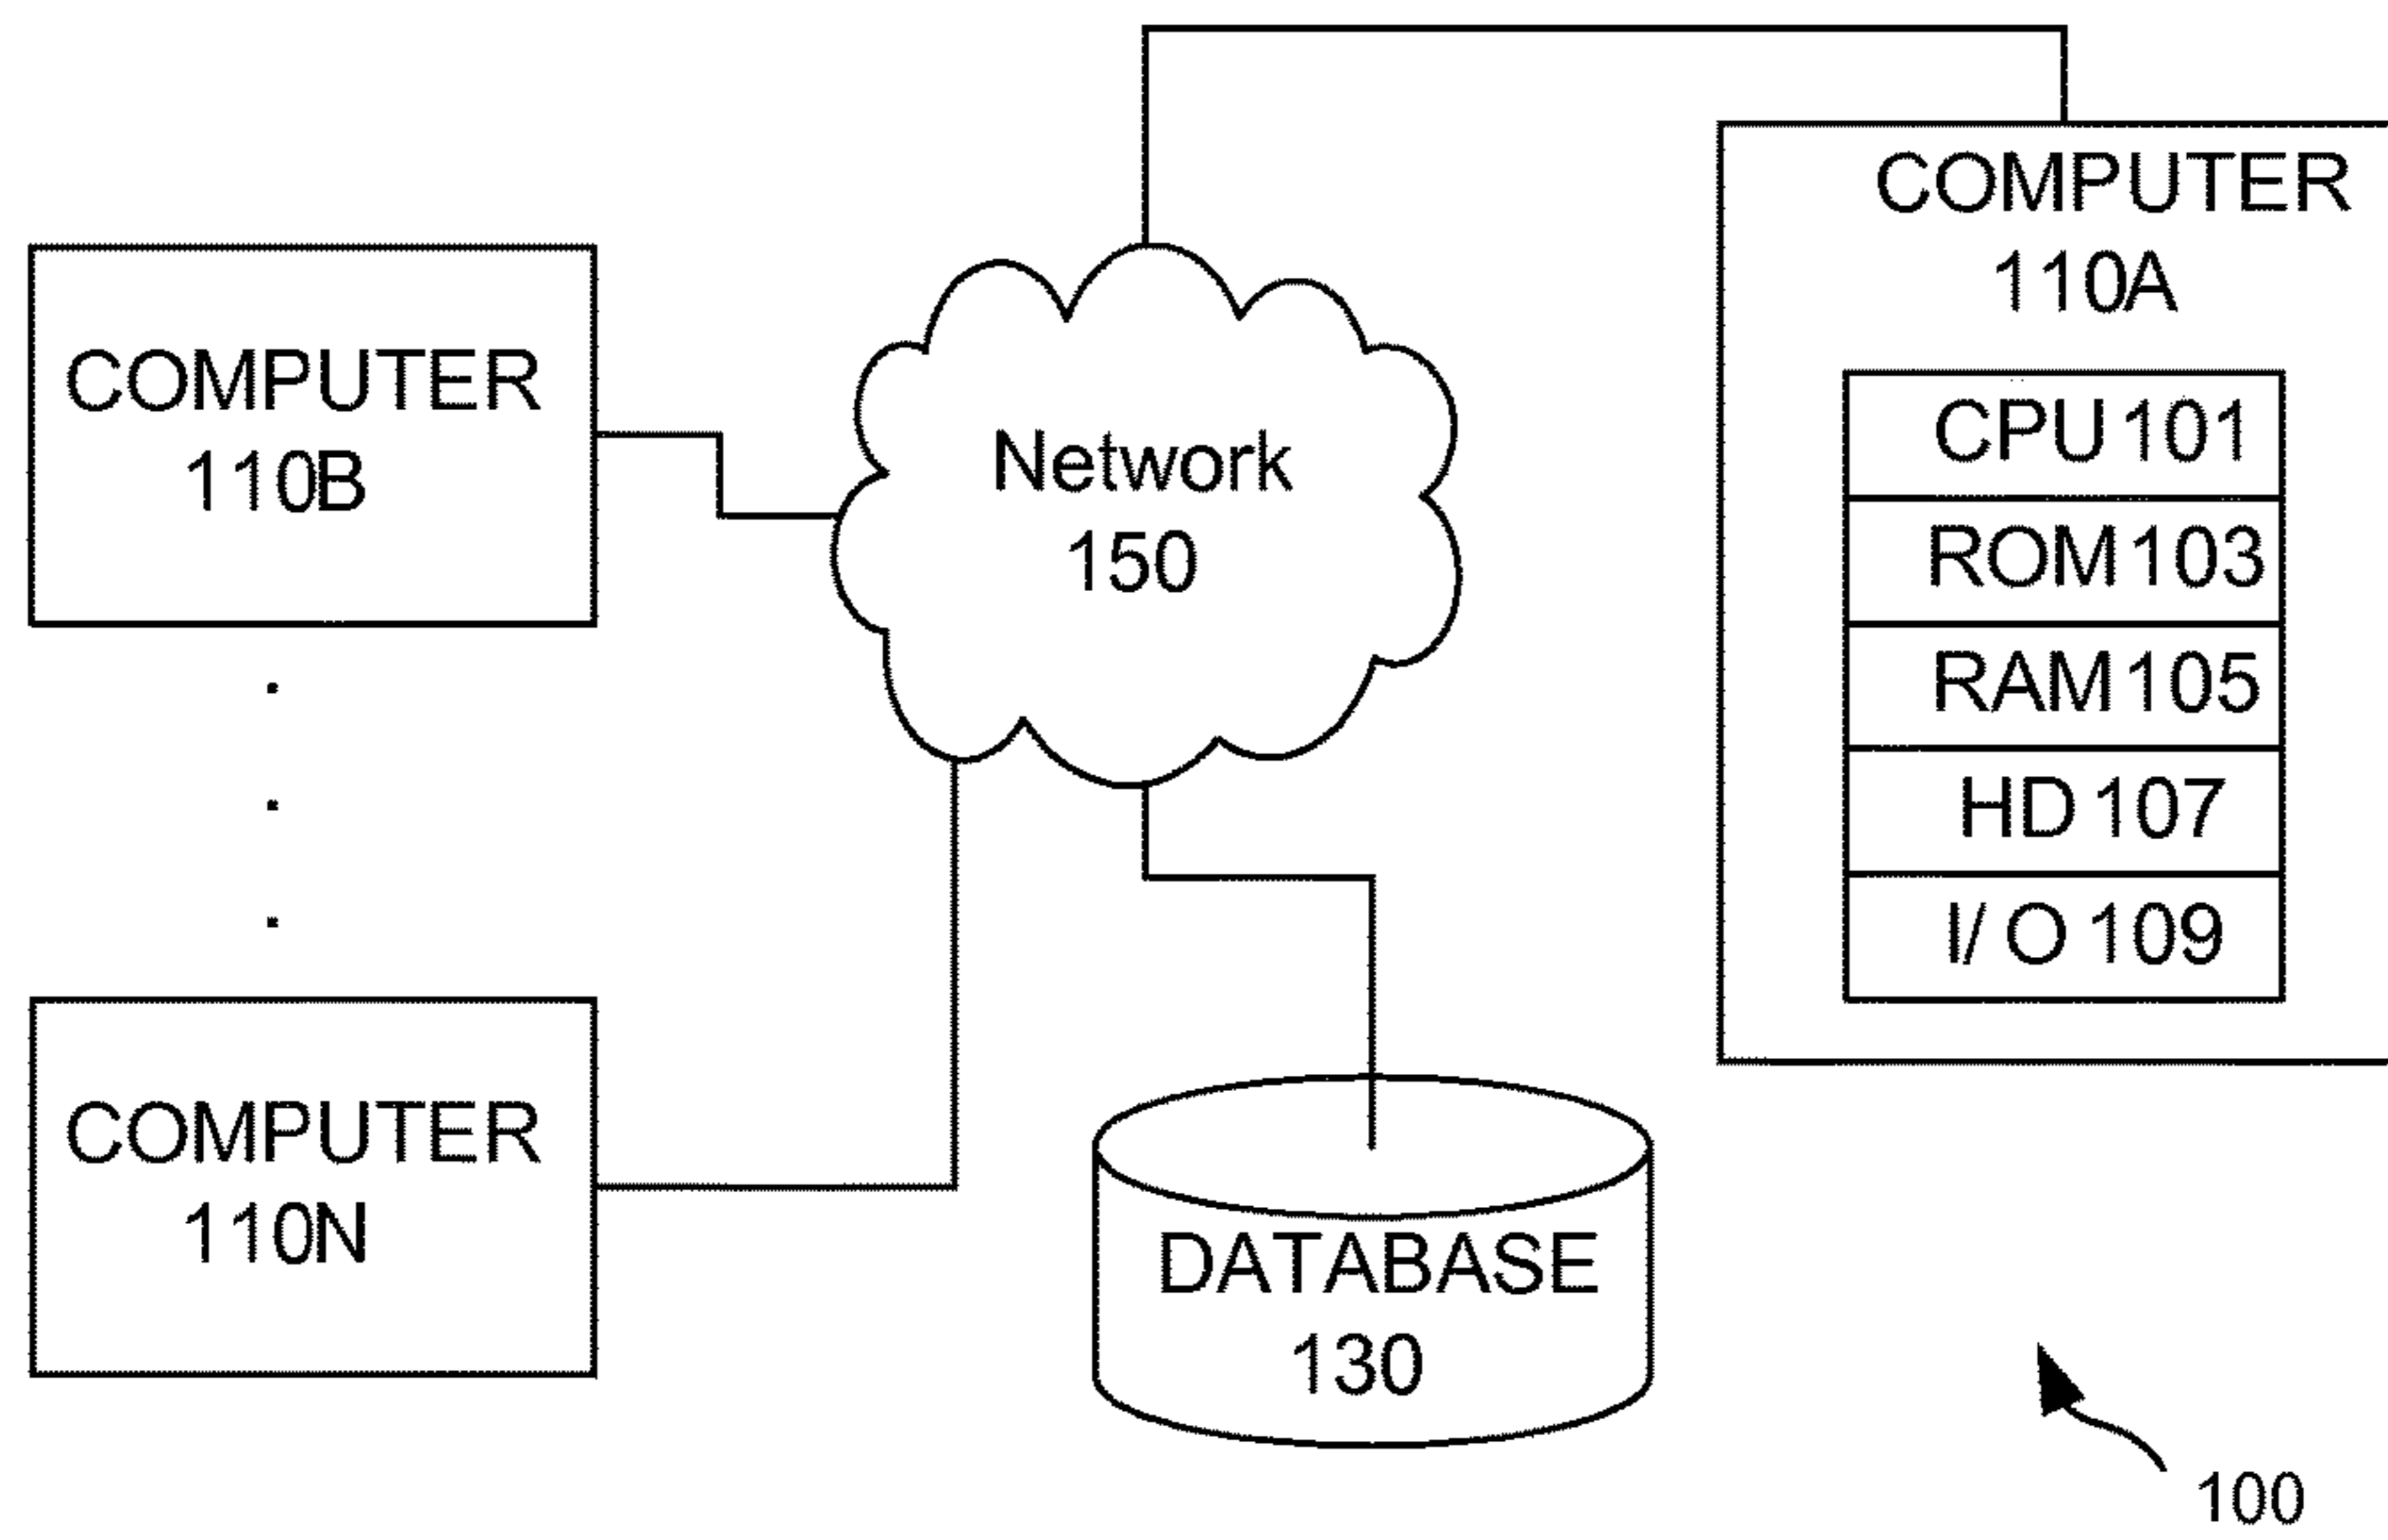 COMPUTER
110A
CPU 101
ROM 103
RAM 105
HD 107
I/ O 109
COMPUTER
110B
Network
150
.
.
.
COMPUTER
110N
DATABASE
130
100